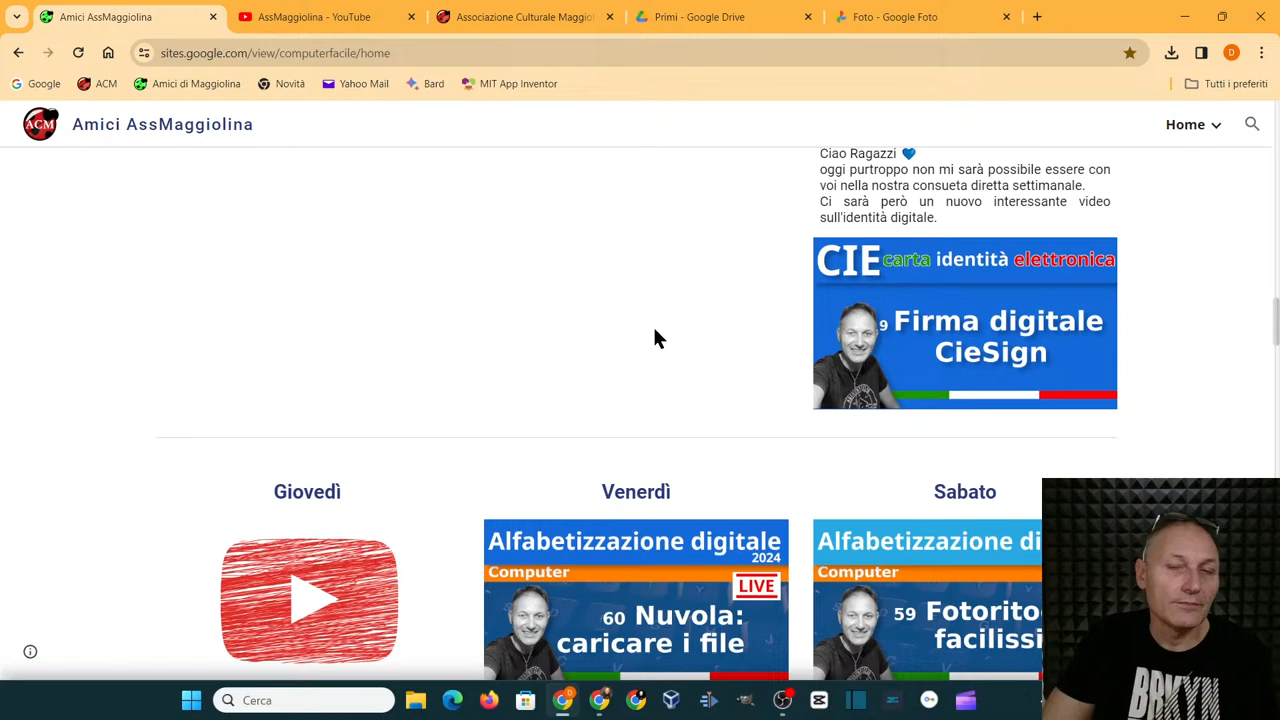 Amici AssMaggiolina
AssMaggiolina - YouTube
Associazione Culturale Maggio
Primi - Google Drive
Foto - Google Foto
sites.google.com/view/computerfacile/home
D
Google
ACM
Amici di Maggiolina
Novità
Yahoo Mail
Bard
MIT App Inventor
Tutti i preferiti
ACM
Amici AssMaggiolina
Home
Ciao Ragazzi 💙
oggi purtroppo non mi sarà possibile essere con
voi nella nostra consueta diretta settimanale.
Ci sarà però un nuovo interessante video
sull'identità digitale.
CIE carta identità elettronica
9 Firma digitale
CieSign
Giovedì
Venerdì
Sabato
Alfabetizzazione digitale
2024
Computer
LIVE
60 Nuvola:
caricare i file
Alfabetizzazione di
Computer
59 Fotorito
facilissi
Cerca